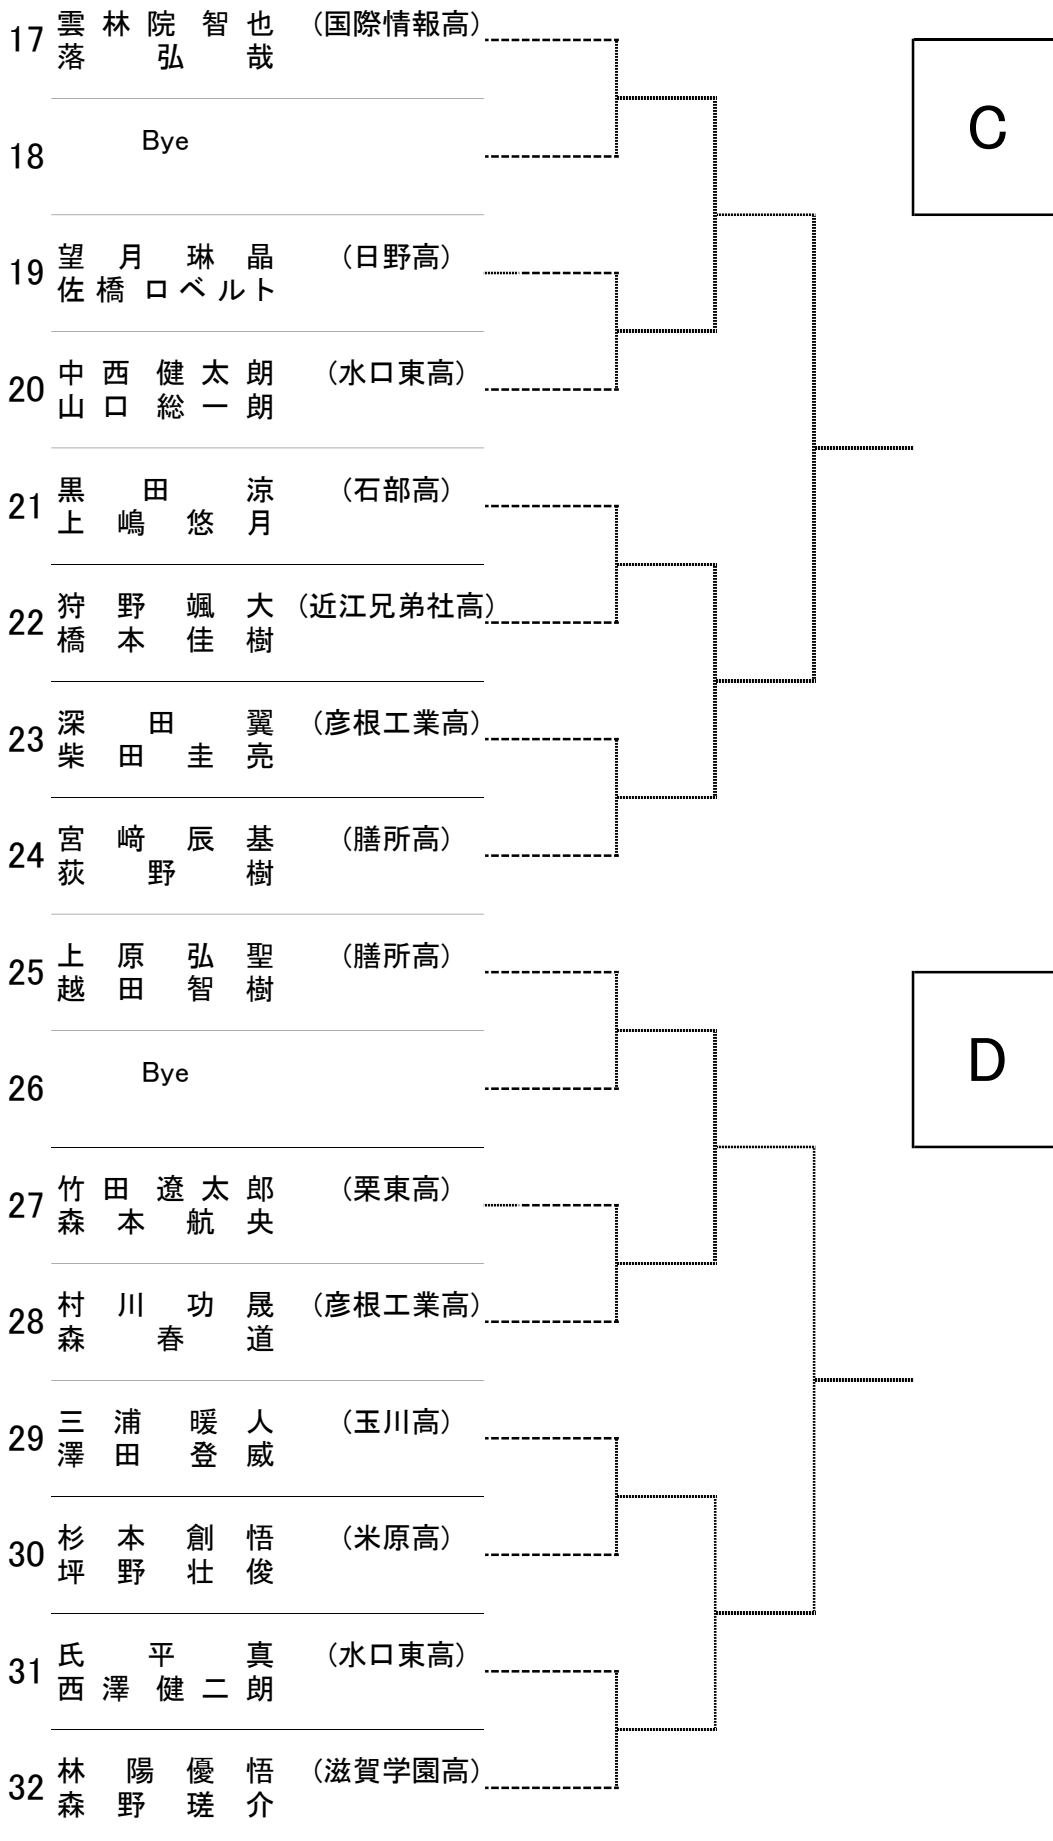 17 雲林院智也 (国際情報高)
落弘哉
18 Bye
C
19 望月琳晶 (日野高)
佐橋ロベルト
20 中西健太朗 (水口東高)
山口総一朗
21 黒田涼 (石部高)
上嶋悠月
22 狩野颯大 (近江兄弟社高)
橋本佳樹
23 深田翼 (彦根工業高)
柴田圭亮
24 宮﨑辰基 (膳所高)
荻野樹
25 上原弘聖 (膳所高)
越田智樹
26 Bye
D
27 竹田遼太郎 (栗東高)
森本航央
28 村川功晟 (彦根工業高)
森春道
29 三浦暖人 (玉川高)
澤田登威
30 杉本創悟 (米原高)
坪野壮俊
31 氏平真 (水口東高)
西澤健二朗
32 林陽優悟 (滋賀学園高)
森野瑳介